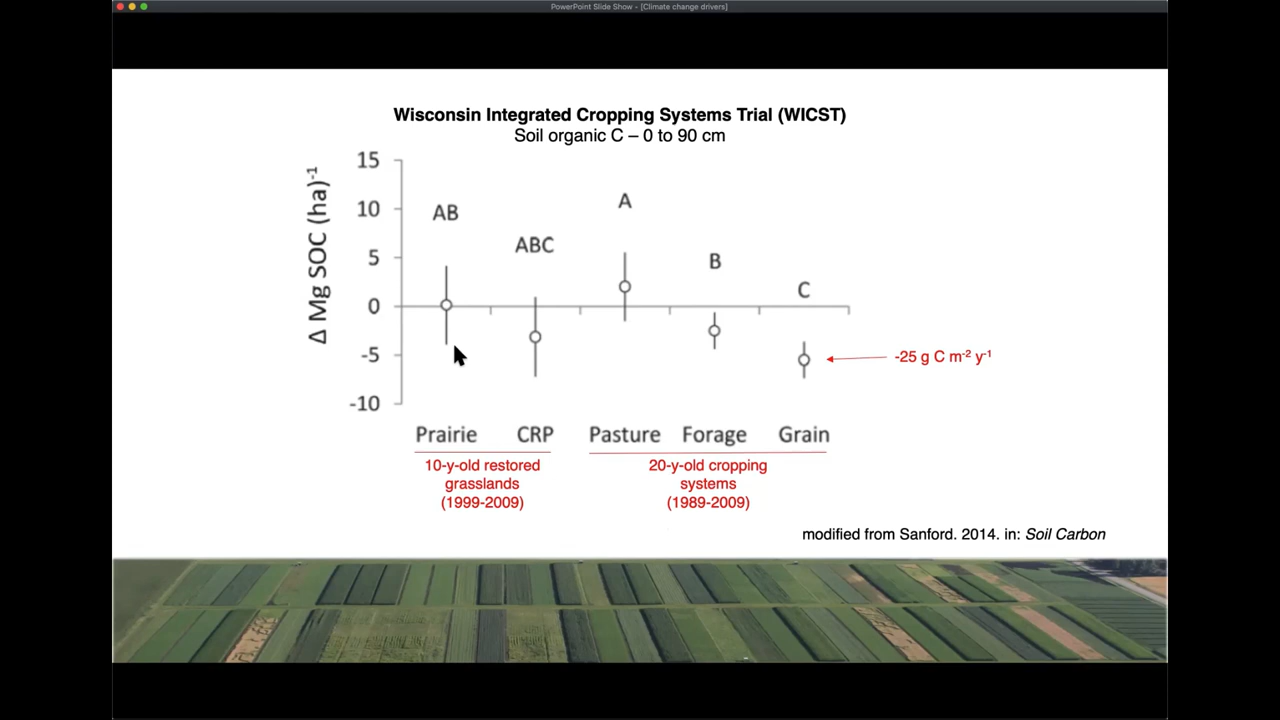 PowerPoint Slide Show - [Climate change drivers]
Wisconsin Integrated Cropping Systems Trial (WICST)
Soil organic C – 0 to 90 cm
Δ Mg SOC (ha)⁻¹
15
10
5
0
-5
-10
AB
ABC
A
B
C
-25 g C m⁻² y⁻¹
Prairie CRP Pasture Forage Grain
10-y-old restored
grasslands
(1999-2009)
20-y-old cropping
systems
(1989-2009)
modified from Sanford. 2014. in: Soil Carbon